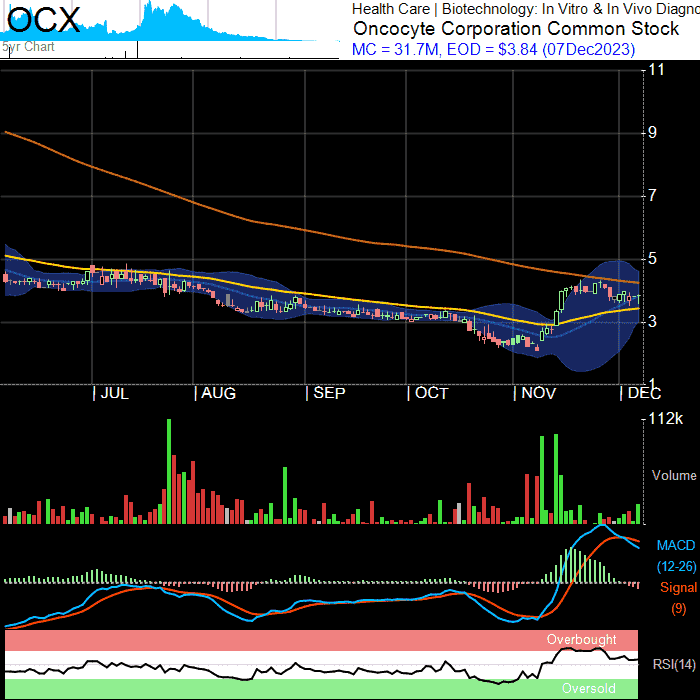 OCX
5yr Chart
Health Care | Biotechnology: In Vitro & In Vivo Diagno
Oncocyte Corporation Common Stock
MC = 31.7M, EOD = $3.84 (07Dec2023)
11
9
7
5
3
1
| JUL | AUG | SEP | OCT | NOV | DEC
112k
Volume
MACD
(12-26)
Signal
(9)
Overbought
RSI(14)
Oversold